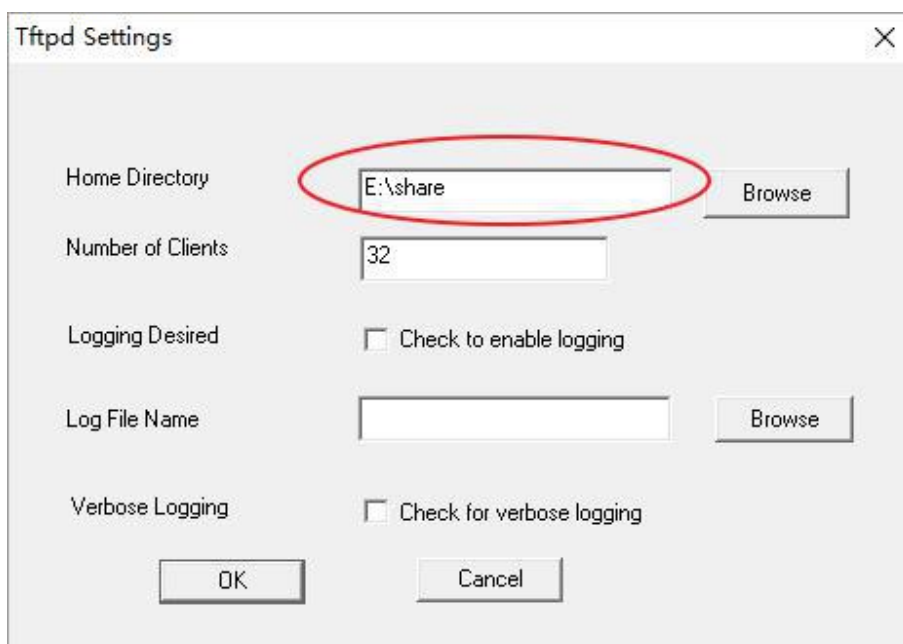 Tftpd Settings
Home Directory
E:\share
Browse
Number of Clients
32
Logging Desired
Check to enable logging
Log File Name
Browse
Verbose Logging
Check for verbose logging
OK
Cancel